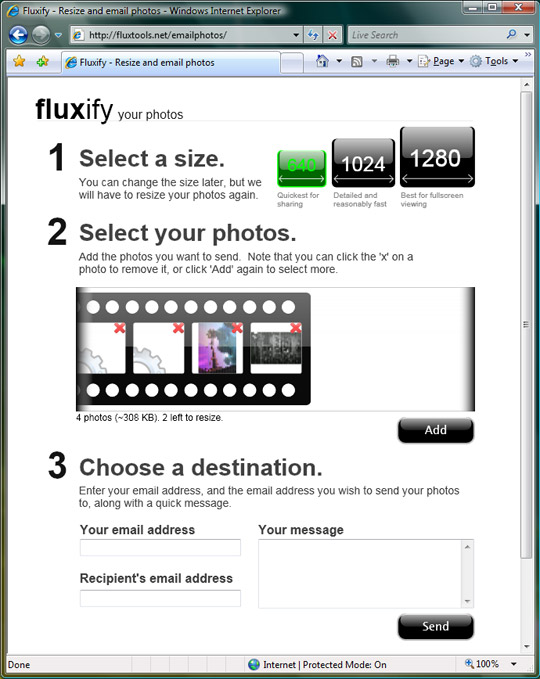 Fluxify - Resize and email photos - Windows Internet Explorer
http://fluxtools.net/emailphotos/
Live Search
Fluxify - Resize and email photos
Page
Tools
fluxify your photos
1 Select a size.
You can change the size later, but we
will have to resize your photos again.
640
1024
1280
Quickest for
sharing
Detailed and
reasonably fast
Best for fullscreen
viewing
2 Select your photos.
Add the photos you want to send. Note that you can click the 'x' on a
photo to remove it, or click 'Add' again to select more.
4 photos (~308 KB). 2 left to resize.
Add
3 Choose a destination.
Enter your email address, and the email address you wish to send your photos
to, along with a quick message.
Your email address
Your message
Recipient's email address
Send
Done
Internet | Protected Mode: On
100%